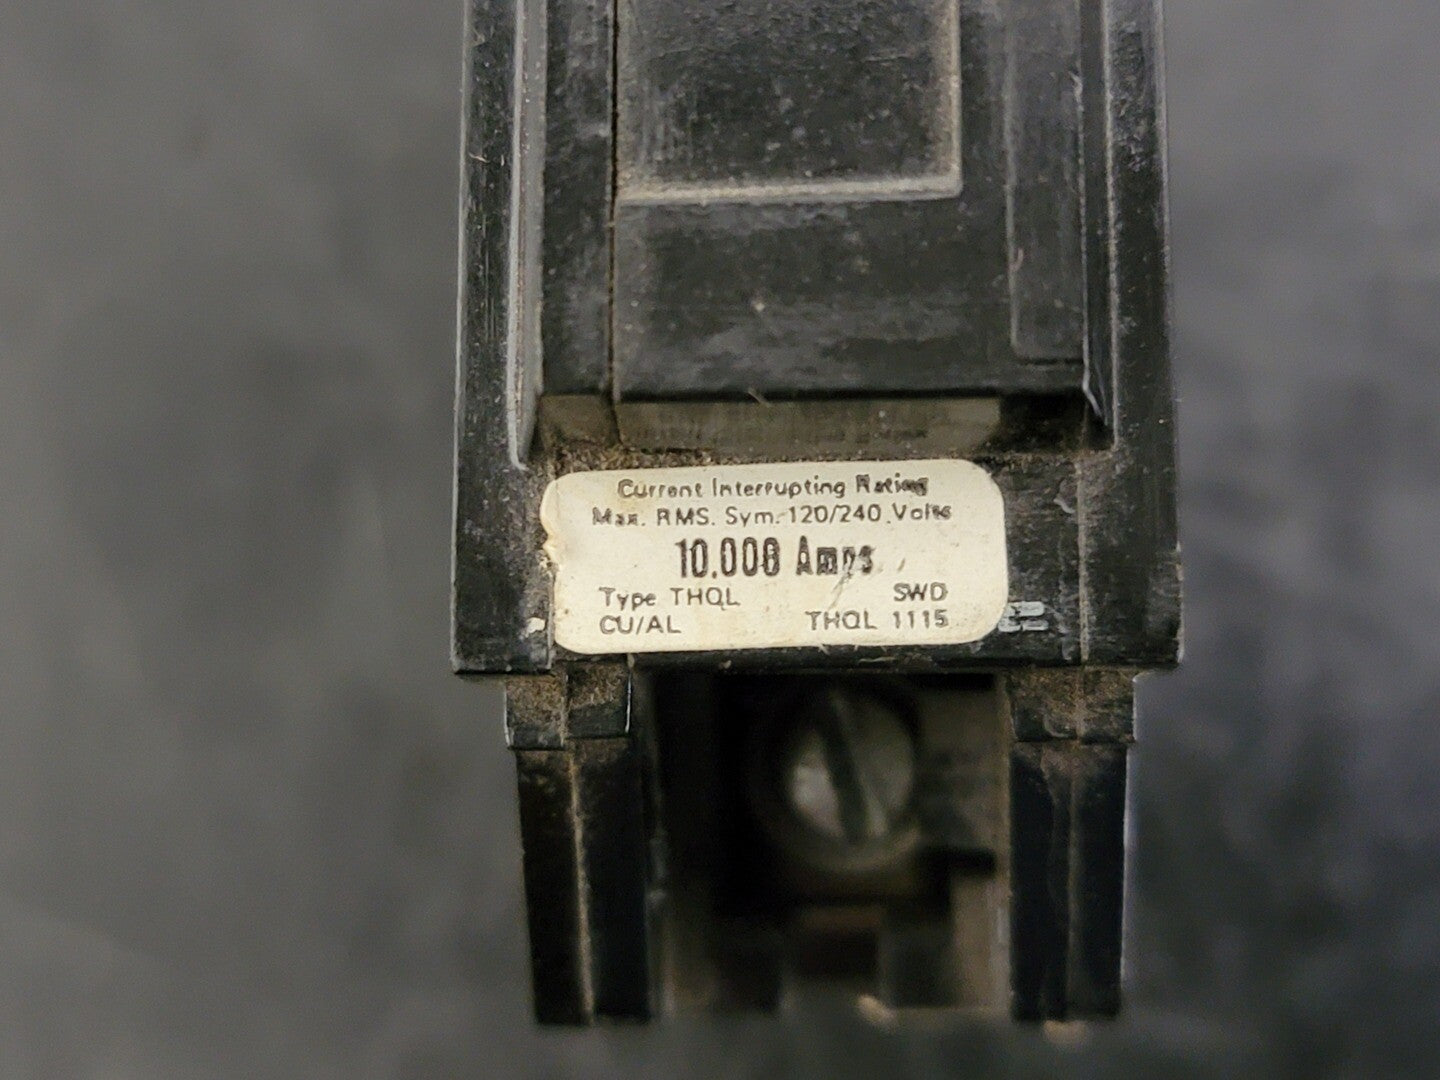 Current Interrupting Rating
Max. RMS. Sym. 120/240 Volts
10,000 Amps
Type THQL SWD
CU/AL THQL 1115